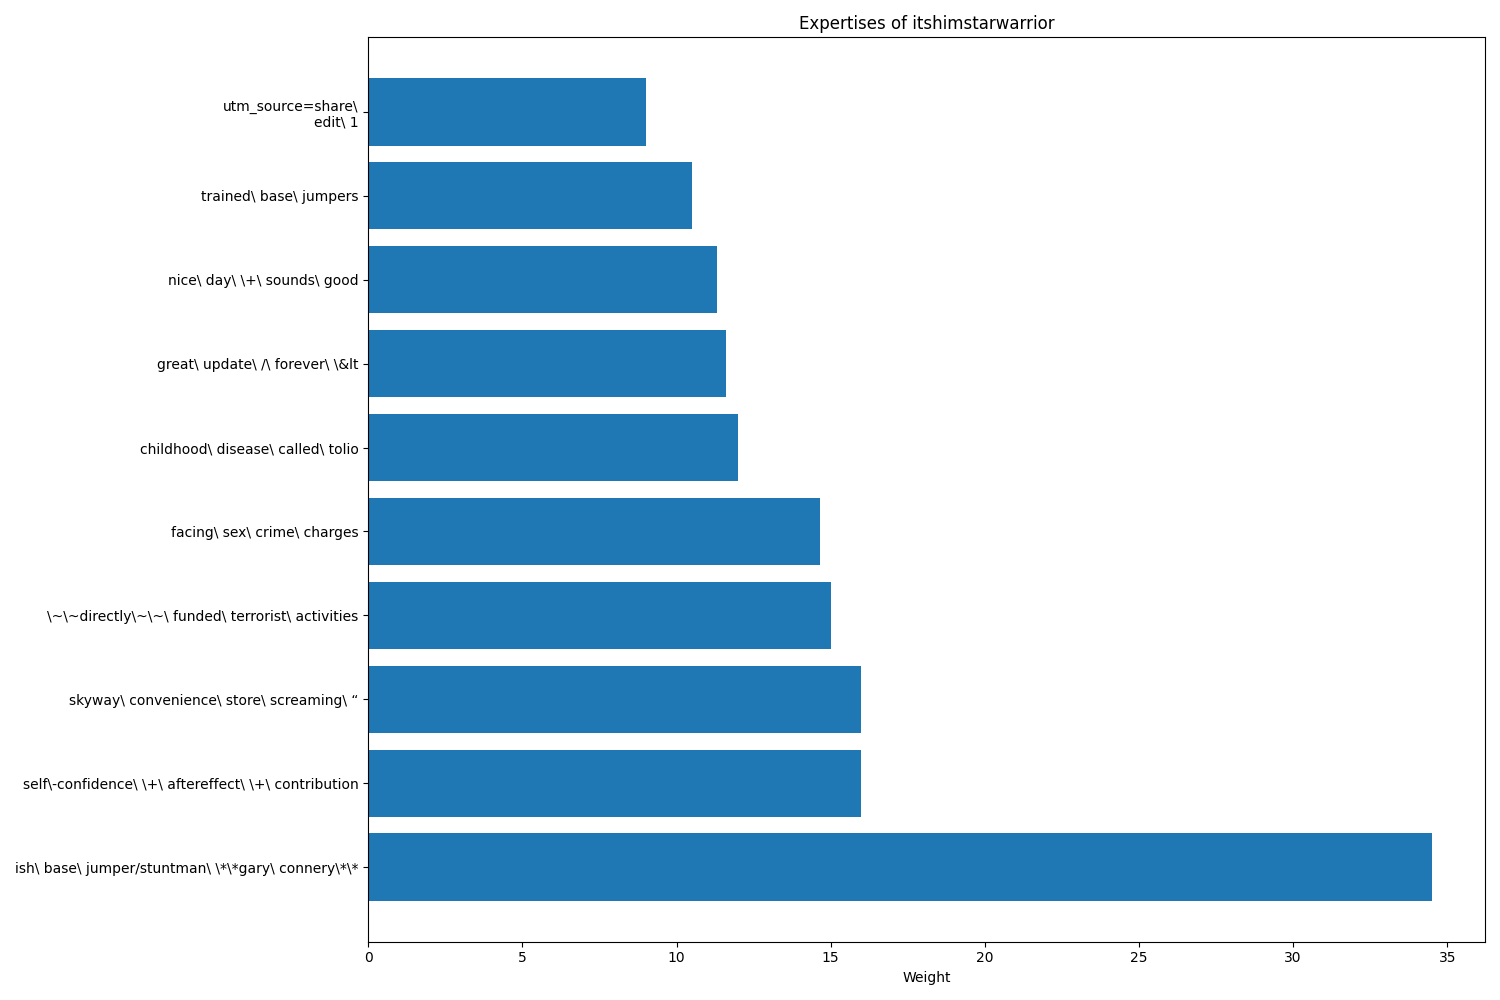 Expertises of itshimstarwarrior
utm_source=share\
edit\ 1
trained\ base\ jumpers
nice\ day\ \+\ sounds\ good
great\ update\ /\ forever\ \&lt
childhood\ disease\ called\ tolio
facing\ sex\ crime\ charges
\~\~directly\~\~\ funded\ terrorist\ activities
skyway\ convenience\ store\ screaming\ “
self\-confidence\ \+\ aftereffect\ \+\ contribution
ish\ base\ jumper/stuntman\ \*\*gary\ connery\*\*
0 5 10 15 20 25 30 35
Weight